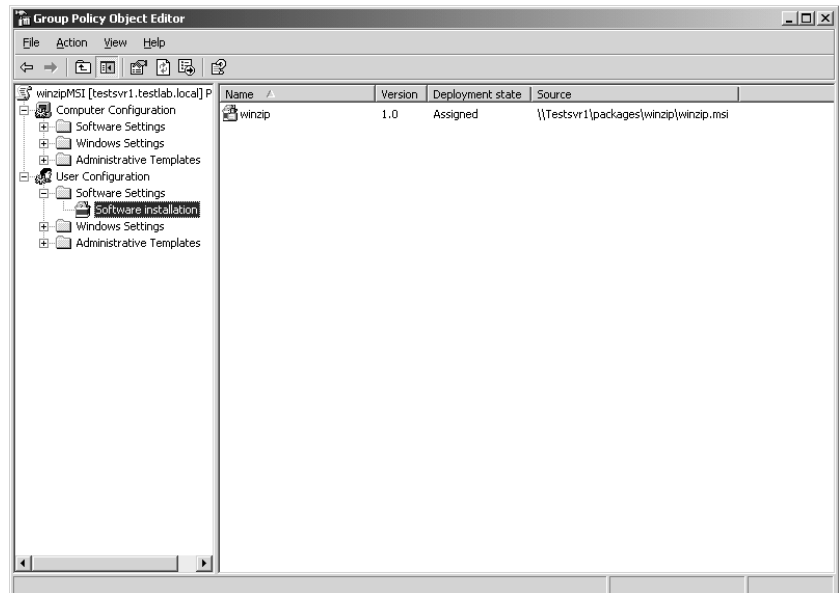 Group Policy Object Editor
File Action View Help
winzipMSI [testsvr1.testlab.local] P
Computer Configuration
Software Settings
Windows Settings
Administrative Templates
User Configuration
Software Settings
Software installation
Windows Settings
Administrative Templates
Name Version Deployment state Source
winzip 1.0 Assigned \\Testsvr1\packages\winzip\winzip.msi